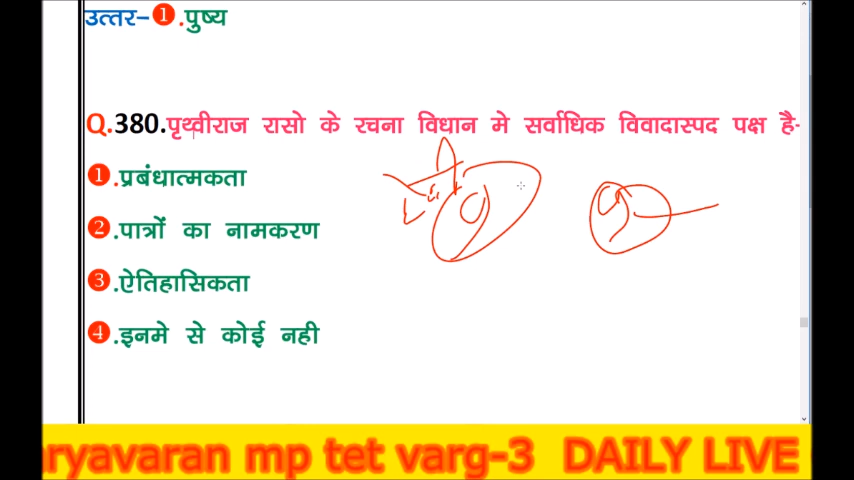 उत्तर–❶.पुष्य
Q.380.पृथ्वीराज रासो के रचना विधान मे सर्वाधिक विवादास्पद पक्ष है-
❶.प्रबंधात्मकता
❷.पात्रों का नामकरण
❸.ऐतिहासिकता
❹.इनमे से कोई नही
aryavaran mp tet varg-3 DAILY LIVE